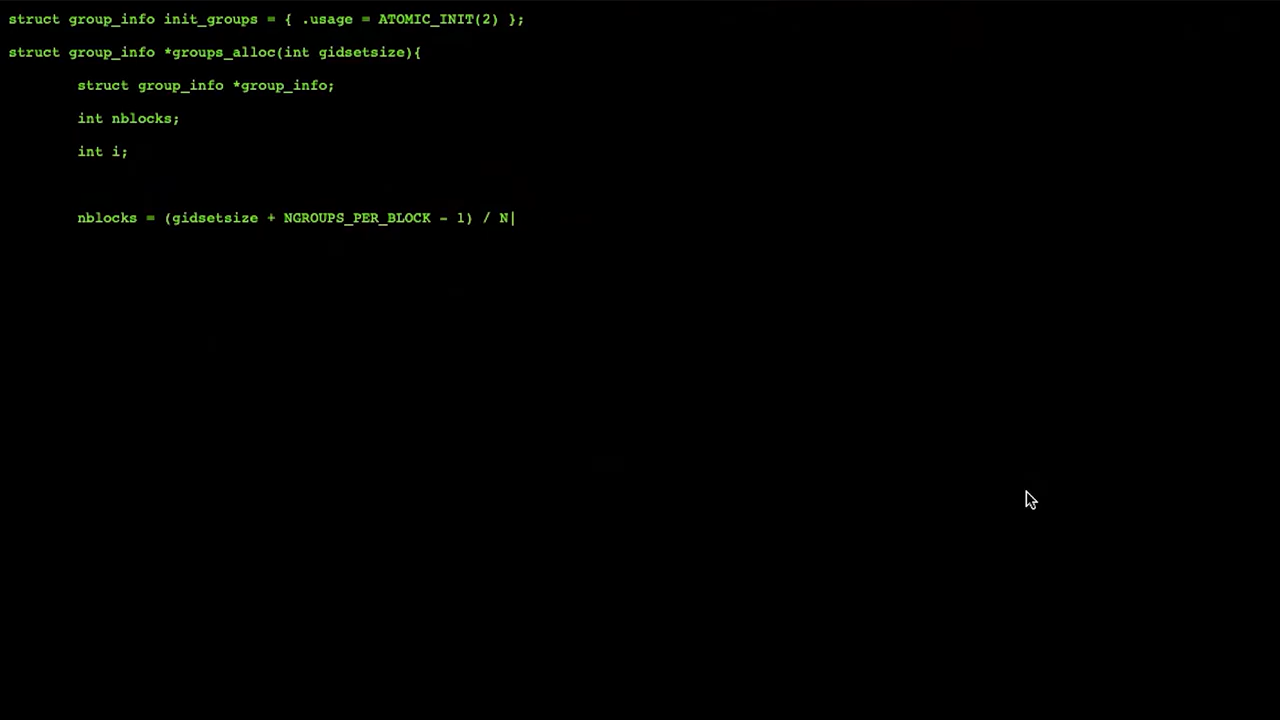 struct group_info init_groups = { .usage = ATOMIC_INIT(2) };
struct group_info *groups_alloc(int gidsetsize){
struct group_info *group_info;
int nblocks;
int i;
nblocks = (gidsetsize + NGROUPS_PER_BLOCK - 1) / N|